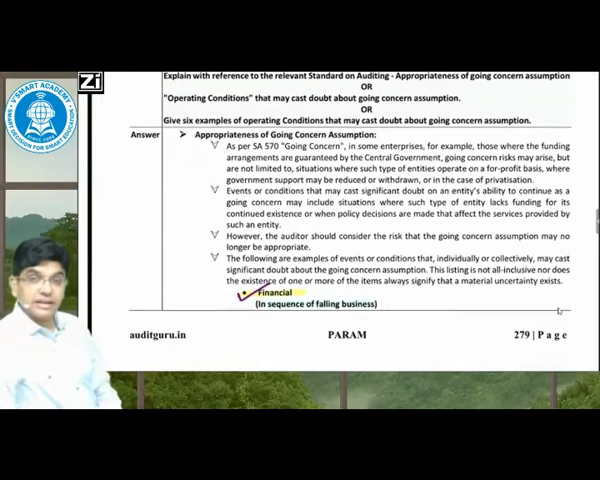 V'SMART ACADEMY
SMART DECISION FOR SMART EDUCATION
Zi
Explain with reference to the relevant Standard on Auditing - Appropriateness of going concern assumption
OR
"Operating Conditions" that may cast doubt about going concern assumption.
OR
Give six examples of operating Conditions that may cast doubt about going concern assumption.
Answer
Appropriateness of Going Concern Assumption:
As per SA 570 "Going Concern", in some enterprises, for example, those where the funding
arrangements are guaranteed by the Central Government, going concern risks may arise, but
are not limited to, situations where such type of entities operate on a for-profit basis, where
government support may be reduced or withdrawn, or in the case of privatisation.
Events or conditions that may cast significant doubt on an entity's ability to continue as a
going concern may include situations where such type of entity lacks funding for its
continued existence or when policy decisions are made that affect the services provided by
such an entity.
However, the auditor should consider the risk that the going concern assumption may no
longer be appropriate.
The following are examples of events or conditions that, individually or collectively, may cast
significant doubt about the going concern assumption. This listing is not all-inclusive nor does
the existence of one or more of the items always signify that a material uncertainty exists.
• Financial
(In sequence of falling business)
auditguru.in PARAM 279 | Page